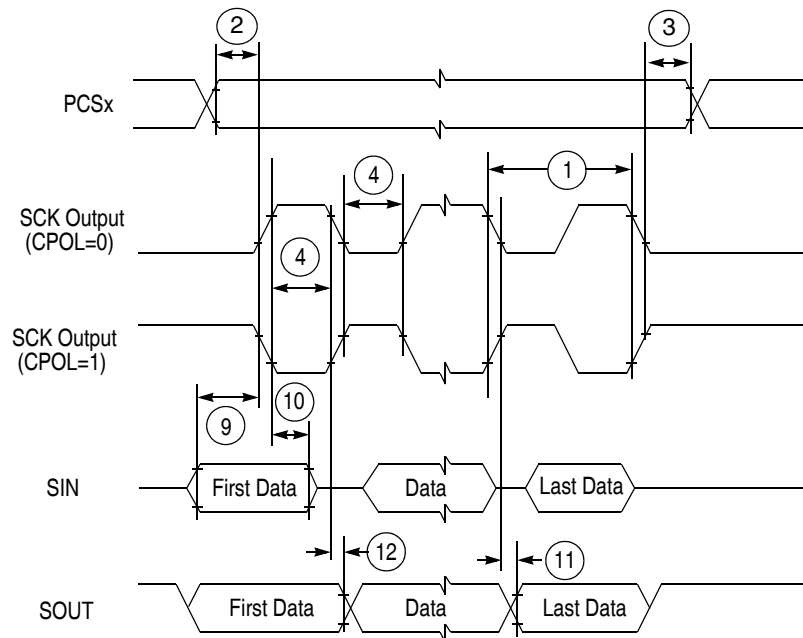 2
3
PCSx
4
1
SCK Output
(CPOL=0)
4
SCK Output
(CPOL=1)
9
10
SIN
First Data
Data
Last Data
12
11
SOUT
First Data
Data
Last Data